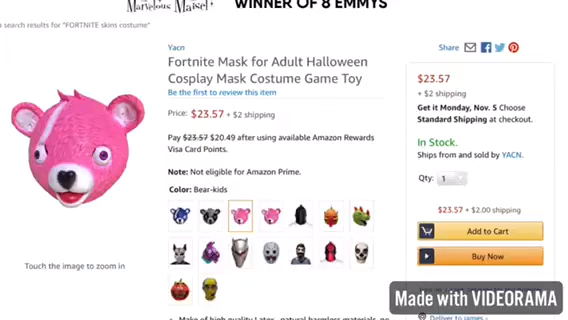 Marvelous Maisel
WINNER OF 8 EMMYS
search results for "FORTNITE skins costume"
Yacn
Fortnite Mask for Adult Halloween
Cosplay Mask Costume Game Toy
Be the first to review this item
Price: $23.57 + $2 shipping
Pay $23.57 $20.49 after using available Amazon Rewards
Visa Card Points.
Note: Not eligible for Amazon Prime.
Color: Bear-kids
Touch the image to zoom in
Share
$23.57
+ $2 shipping
Get it Monday, Nov. 5 Choose
Standard Shipping at checkout.
In Stock.
Ships from and sold by YACN.
Qty: 1
$23.57 + $2.00 shipping
Add to Cart
Buy Now
Deliver to James -
Made with VIDEORAMA